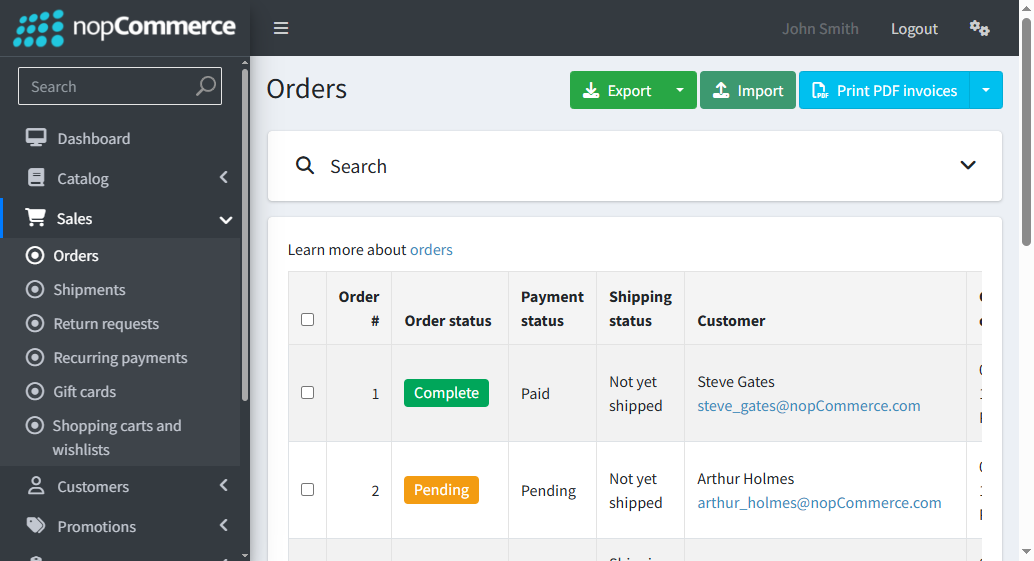 nopCommerce
John Smith
Logout
Search
Dashboard
Catalog
Sales
Orders
Shipments
Return requests
Recurring payments
Gift cards
Shopping carts and
wishlists
Customers
Promotions
Orders
Export
Import
PDF
Print PDF invoices
Search
Learn more about orders
Order
#
Order status
Payment
status
Shipping
status
Customer
1
Complete
Paid
Not yet
shipped
Steve Gates
steve_gates@nopCommerce.com
2
Pending
Pending
Not yet
shipped
Arthur Holmes
arthur_holmes@nopCommerce.com